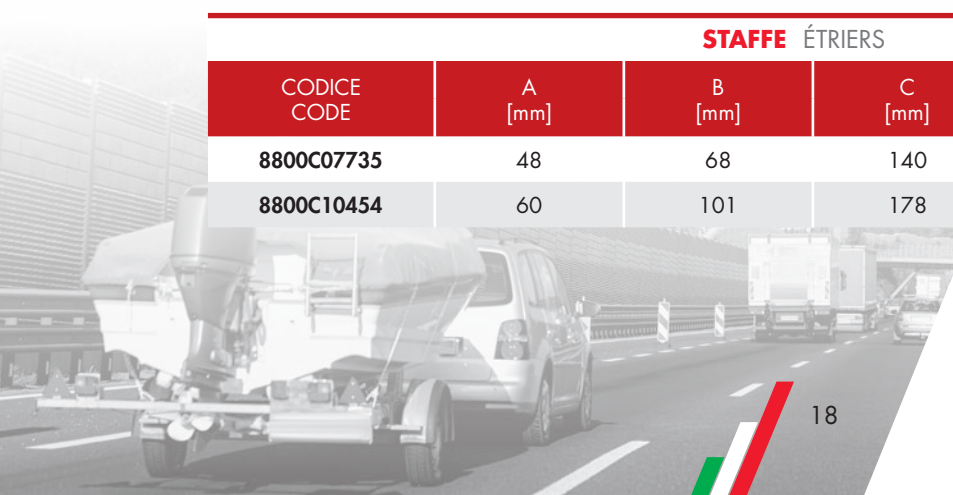 STAFFE ÉTRIERS
CODICE CODE A [mm] B [mm] C [mm]
8800C07735 48 68 140
8800C10454 60 101 178
18